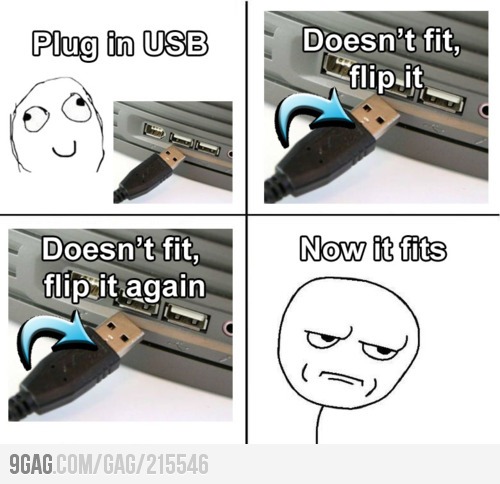 Plug in USB
Doesn't fit,
flip it
Doesn't fit,
flip it again
Now it fits
9GAG.COM/GAG/215546